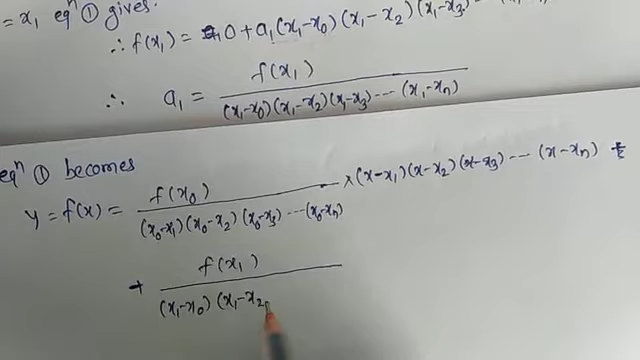 = x₁ eqⁿ ① gives.
∴ f(x₁) = 0 + a₁(x₁-x₀)(x₁-x₂)(x₁-x₃)
f(x₁)
∴ a₁ =
(x₁-x₀)(x₁-x₂)(x₁-x₃)----(x₁-xₙ)
eqⁿ ① becomes
f(x₀)
y = f(x) = ×(x-x₁)(x-x₂)(x-x₃)----(x-xₙ) +
(x₀-x₁)(x₀-x₂)(x₀-x₃)----(x₀-xₙ)
f(x₁)
+
(x₁-x₀)(x₁-x₂